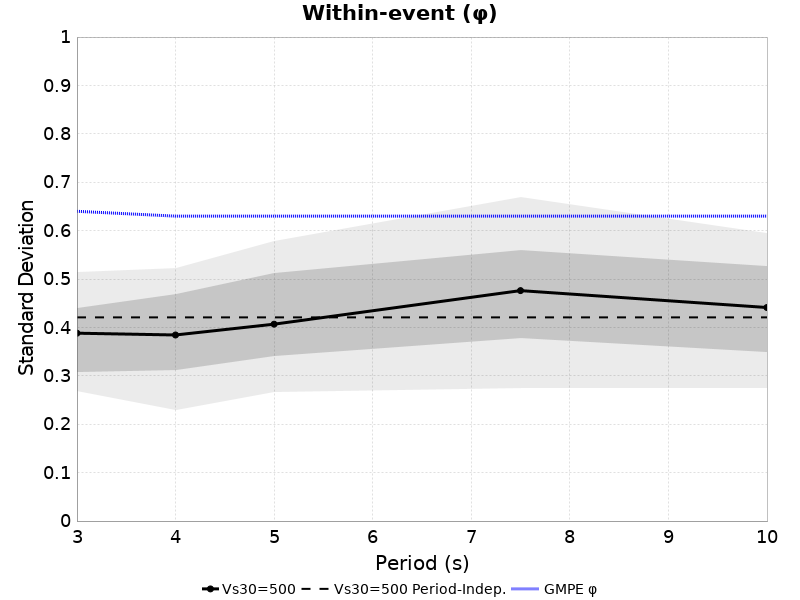 Within-event (φ)
1
0.9
0.8
0.7
0.6
0.5
0.4
0.3
0.2
0.1
0
Standard Deviation
3 4 5 6 7 8 9 10
Period (s)
Vs30=500 Vs30=500 Period-Indep. GMPE φ